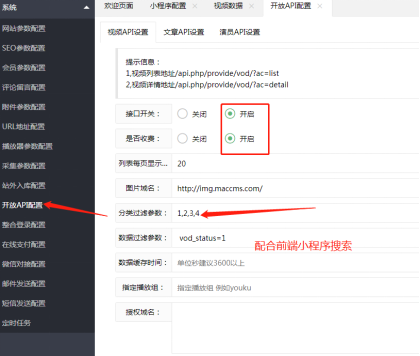 系统
欢迎页面 小程序配置 视频数据 开放API配置
网站参数配置
SEO参数配置
会员参数配置
评论留言配置
附件参数配置
URL地址配置
播放器参数配置
采集参数配置
站外入库配置
开放API配置
整合登录配置
在线支付配置
微信对接配置
邮件发送配置
短信发送配置
定时任务
视频API设置 文章API设置 演员API设置
提示信息：
1,视频列表地址/api.php/provide/vod/?ac=list
2,视频详情地址/api.php/provide/vod/?ac=detail
接口开关： 关闭 开启
是否收费： 关闭 开启
列表每页显示... 20
图片域名： http://img.maccms.com/
分类过滤参数： 1,2,3,4
数据过滤参数： vod_status=1
配合前端小程序搜索
数据缓存时间： 单位秒建议3600以上
指定播放组： 指定播放组 例如youku
授权域名：